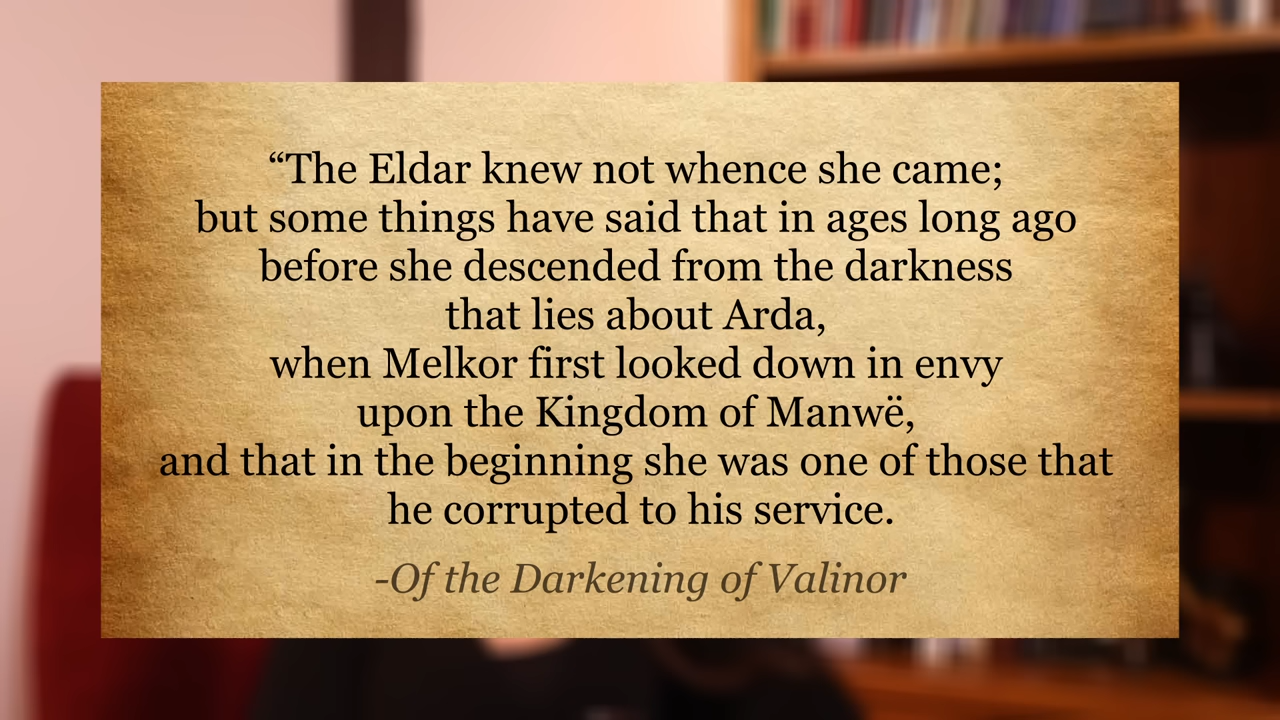 “The Eldar knew not whence she came;
but some things have said that in ages long ago
before she descended from the darkness
that lies about Arda,
when Melkor first looked down in envy
upon the Kingdom of Manwë,
and that in the beginning she was one of those that
he corrupted to his service.
-Of the Darkening of Valinor